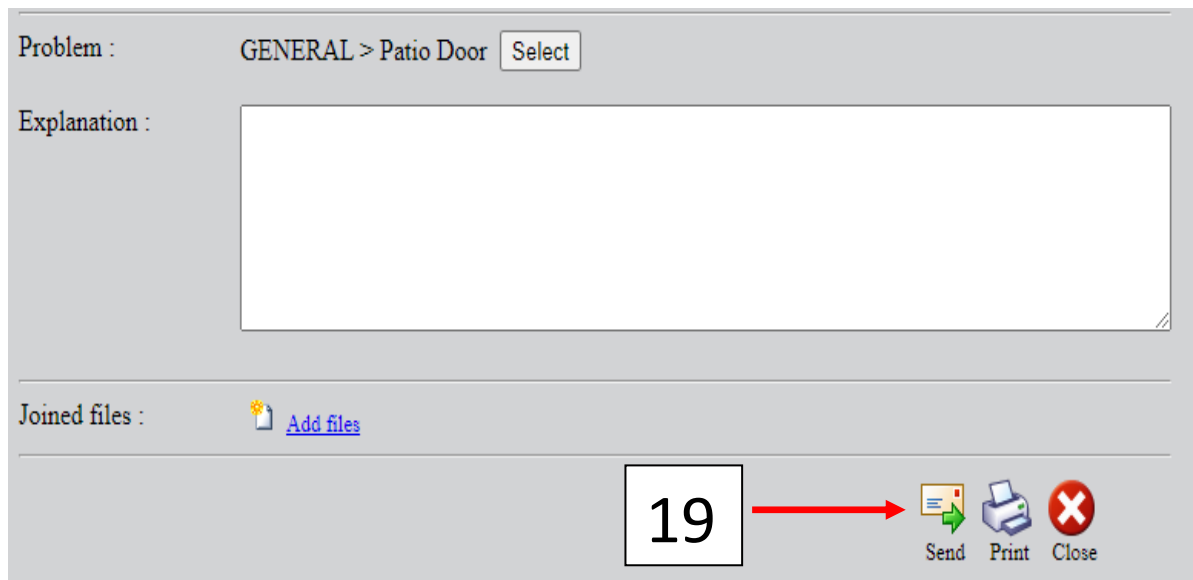 Problem : GENERAL > Patio Door Select
Explanation :
Joined files : Add files
19
Send Print Close